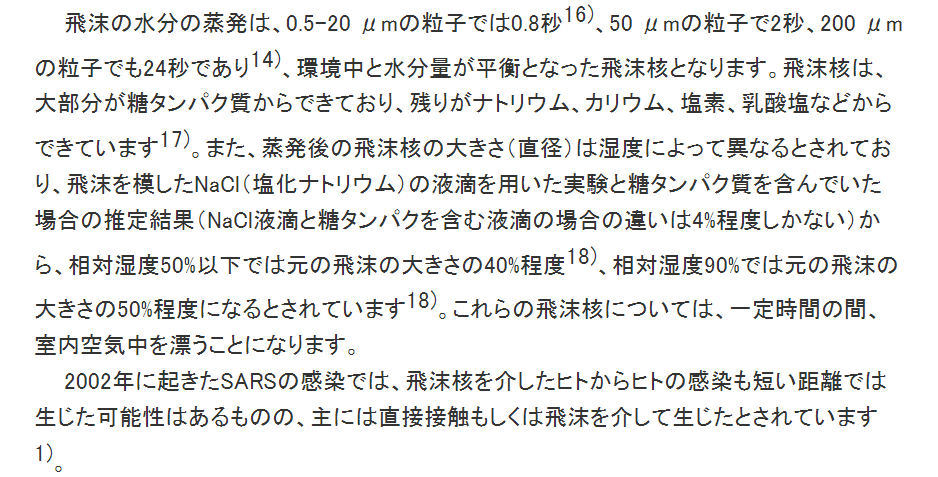 飛沫の水分の蒸発は、0.5-20 μmの粒子では0.8秒16)、50 μmの粒子で2秒、200 μm
の粒子でも24秒であり14)、環境中と水分量が平衡となった飛沫核となります。飛沫核は、
大部分が糖タンパク質からできており、残りがナトリウム、カリウム、塩素、乳酸塩などから
できています17)。また、蒸発後の飛沫核の大きさ（直径）は湿度によって異なるとされてお
り、飛沫を模したNaCl（塩化ナトリウム）の液滴を用いた実験と糖タンパク質を含んでいた
場合の推定結果（NaCl液滴と糖タンパクを含む液滴の場合の違いは4%程度しかない）か
ら、相対湿度50%以下では元の飛沫の大きさの40%程度18)、相対湿度90%では元の飛沫の
大きさの50%程度になるとされています18)。これらの飛沫核については、一定時間の間、
室内空気中を漂うことになります。
2002年に起きたSARSの感染では、飛沫核を介したヒトからヒトの感染も短い距離では
生じた可能性はあるものの、主には直接接触もしくは飛沫を介して生じたとされています
1)。